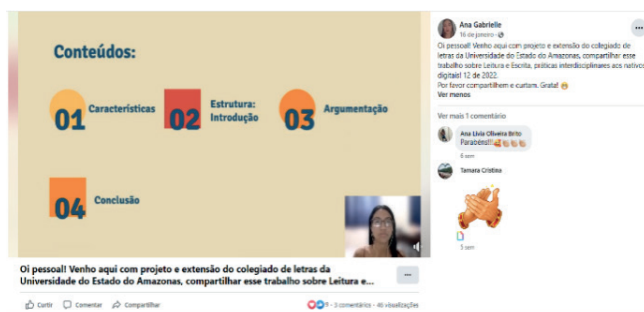 Conteúdos:
01 Características
02 Estrutura:
Introdução
03 Argumentação
04 Conclusão
Oi pessoal! Venho aqui com projeto e extensão do colegiado de letras da
Universidade do Estado do Amazonas, compartilhar esse trabalho sobre Leitura e...
Curtir Comentar Compartilhar
3 comentários · 46 visualizações
Ana Gabrielle
16 de janeiro
Oi pessoal! Venho aqui com projeto e extensão do colegiado de
letras da Universidade do Estado do Amazonas, compartilhar esse
trabalho sobre Leitura e Escrita, práticas interdisciplinares aos nativos
digitais! 12 de 2022.
Por favor compartilhem e curtam. Grata! 😁
Ver menos
Ver mais 1 comentário
Ana Livia Oliveira Brito
Parabéns!!!
6 sem
Tamara Cristina
5 sem